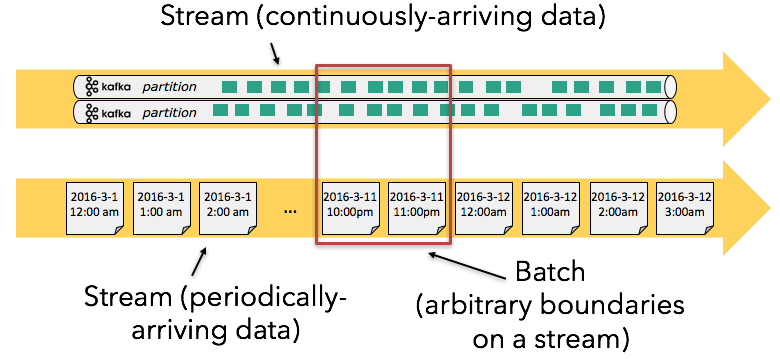 Stream (continuously-arriving data)
kafka partition
kafka partition
2016-3-1
12:00 am
2016-3-1
1:00 am
2016-3-1
2:00 am
...
2016-3-11
10:00pm
2016-3-11
11:00pm
2016-3-12
12:00am
2016-3-12
1:00am
2016-3-12
2:00am
2016-3-12
3:00am
Stream (periodically-
arriving data)
Batch
(arbitrary boundaries
on a stream)